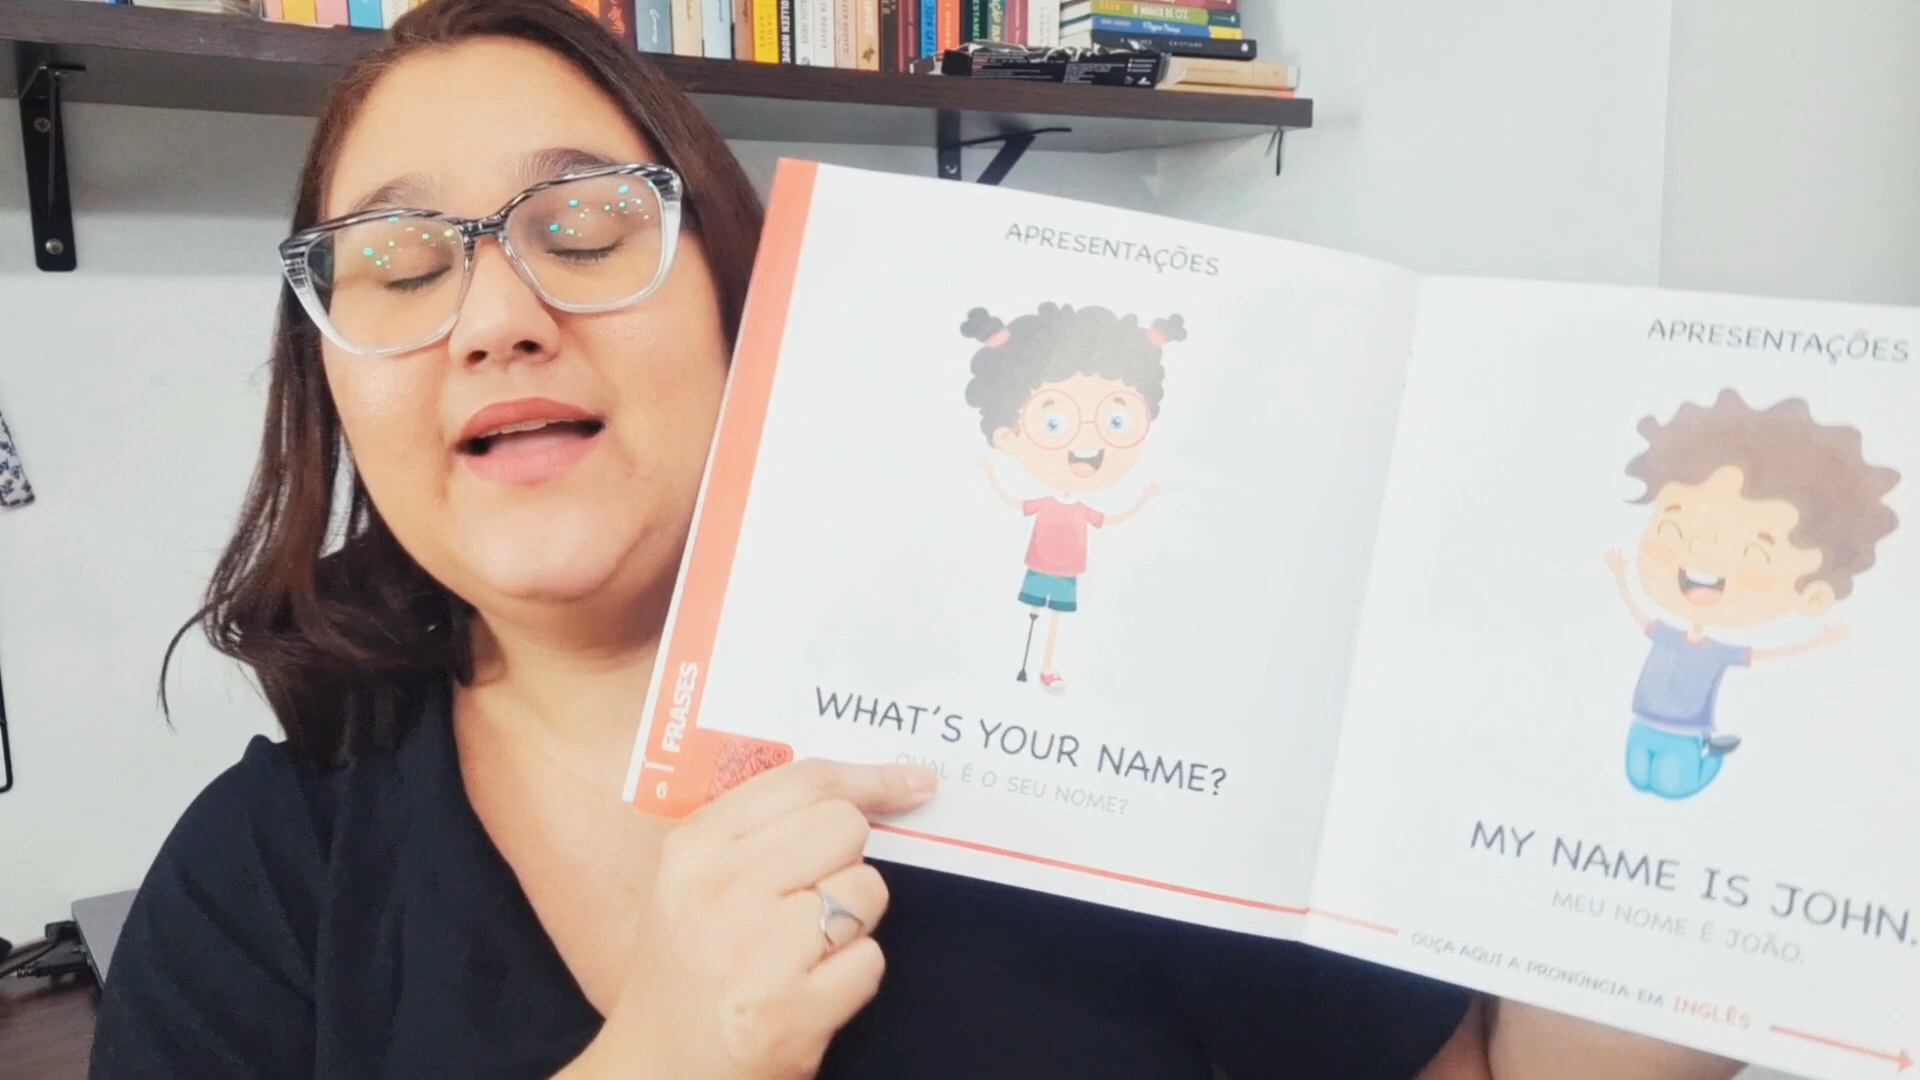 APRESENTAÇÕES
WHAT'S YOUR NAME?
QUAL É O SEU NOME?
FRASES
6
APRESENTAÇÕES
MY NAME IS JOHN.
MEU NOME É JOÃO.
OUÇA AQUI A PRONÚNCIA EM INGLÊS